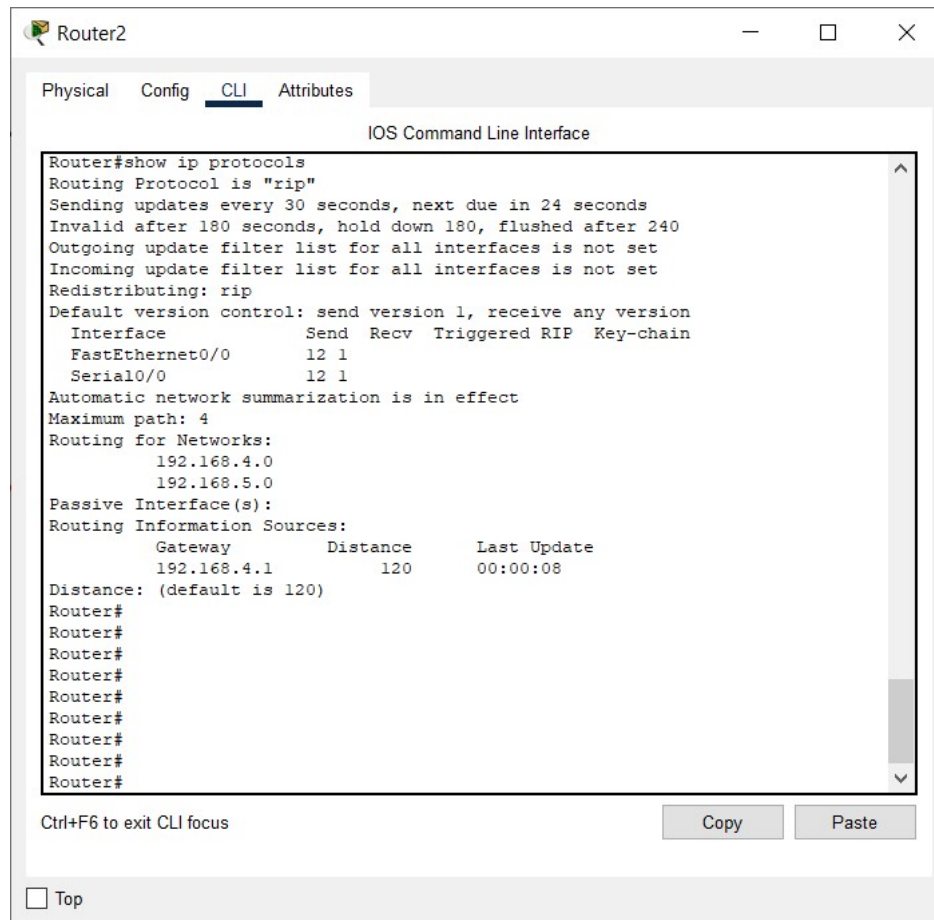 Router2
Physical Config CLI Attributes
IOS Command Line Interface
Router#show ip protocols
Routing Protocol is "rip"
Sending updates every 30 seconds, next due in 24 seconds
Invalid after 180 seconds, hold down 180, flushed after 240
Outgoing update filter list for all interfaces is not set
Incoming update filter list for all interfaces is not set
Redistributing: rip
Default version control: send version 1, receive any version
Interface Send Recv Triggered RIP Key-chain
FastEthernet0/0 12 1
Serial0/0 12 1
Automatic network summarization is in effect
Maximum path: 4
Routing for Networks:
192.168.4.0
192.168.5.0
Passive Interface(s):
Routing Information Sources:
Gateway Distance Last Update
192.168.4.1 120 00:00:08
Distance: (default is 120)
Router#
Router#
Router#
Router#
Router#
Router#
Router#
Router#
Router#
Ctrl+F6 to exit CLI focus
Copy Paste
Top